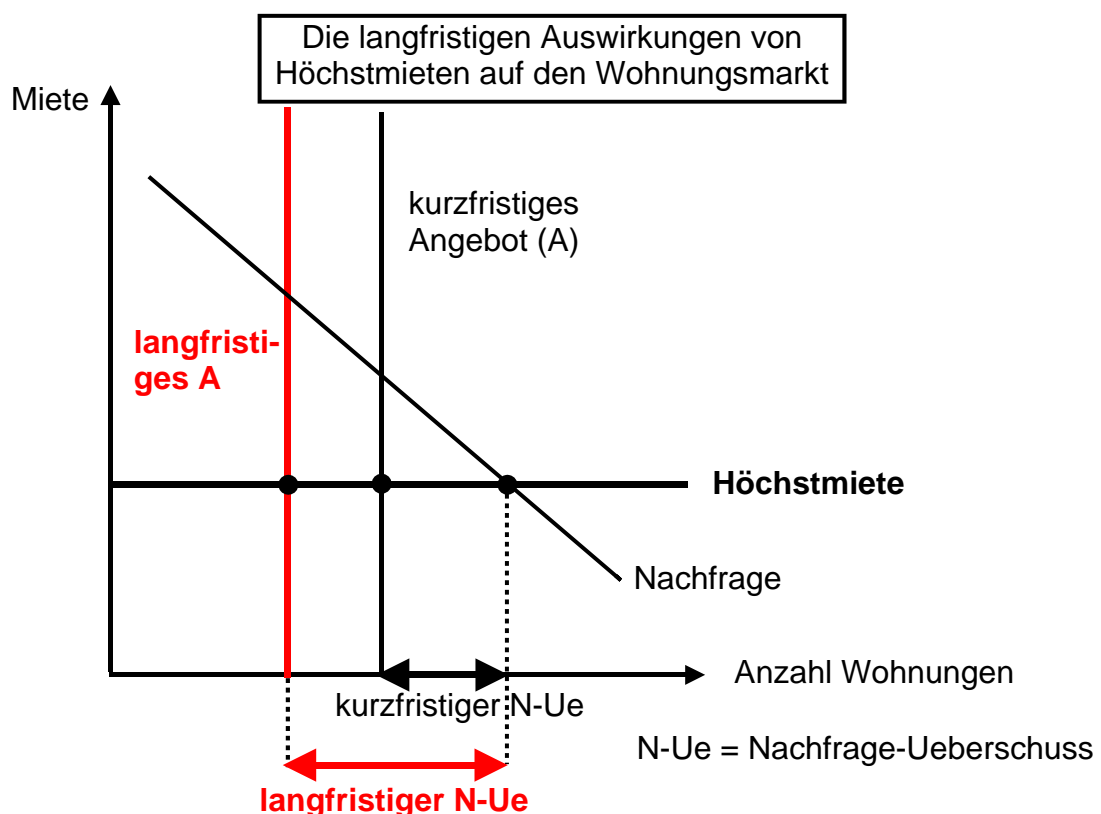 Die langfristigen Auswirkungen von
Höchstmieten auf den Wohnungsmarkt
Miete
kurzfristiges
Angebot (A)
langfristi-
ges A
Höchstmiete
Nachfrage
Anzahl Wohnungen
kurzfristiger N-Ue
N-Ue = Nachfrage-Ueberschuss
langfristiger N-Ue